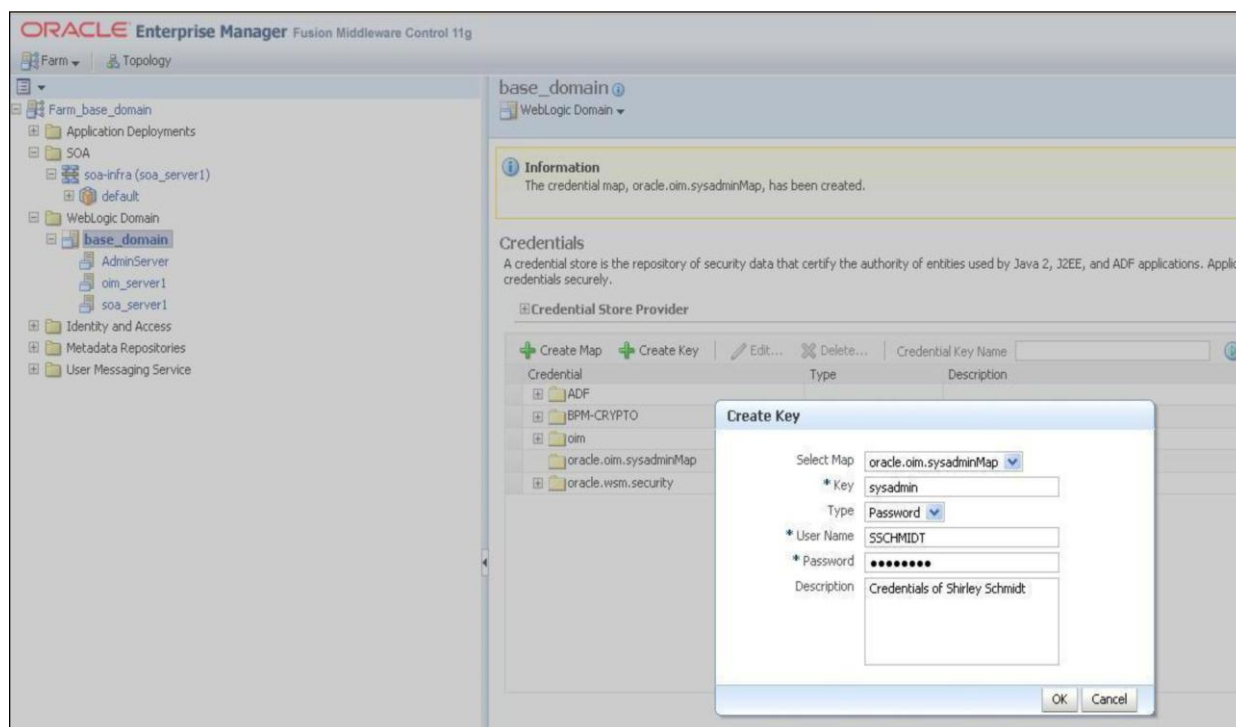 ORACLE Enterprise Manager Fusion Middleware Control 11g
Farm Topology
Farm_base_domain
Application Deployments
SOA
soa-infra (soa_server1)
default
WebLogic Domain
base_domain
AdminServer
oim_server1
soa_server1
Identity and Access
Metadata Repositories
User Messaging Service
base_domain
WebLogic Domain
Information
The credential map, oracle.oim.sysadminMap, has been created.
Credentials
A credential store is the repository of security data that certify the authority of entities used by Java 2, J2EE, and ADF applications. Applic
credentials securely.
Credential Store Provider
Create Map Create Key Edit... Delete... Credential Key Name
Credential Type Description
ADF
BPM-CRYPTO
oim
oracle.oim.sysadminMap
oracle.wsm.security
Create Key
Select Map oracle.oim.sysadminMap
* Key sysadmin
Type Password
* User Name SSCHMIDT
* Password ••••••••
Description Credentials of Shirley Schmidt
OK Cancel